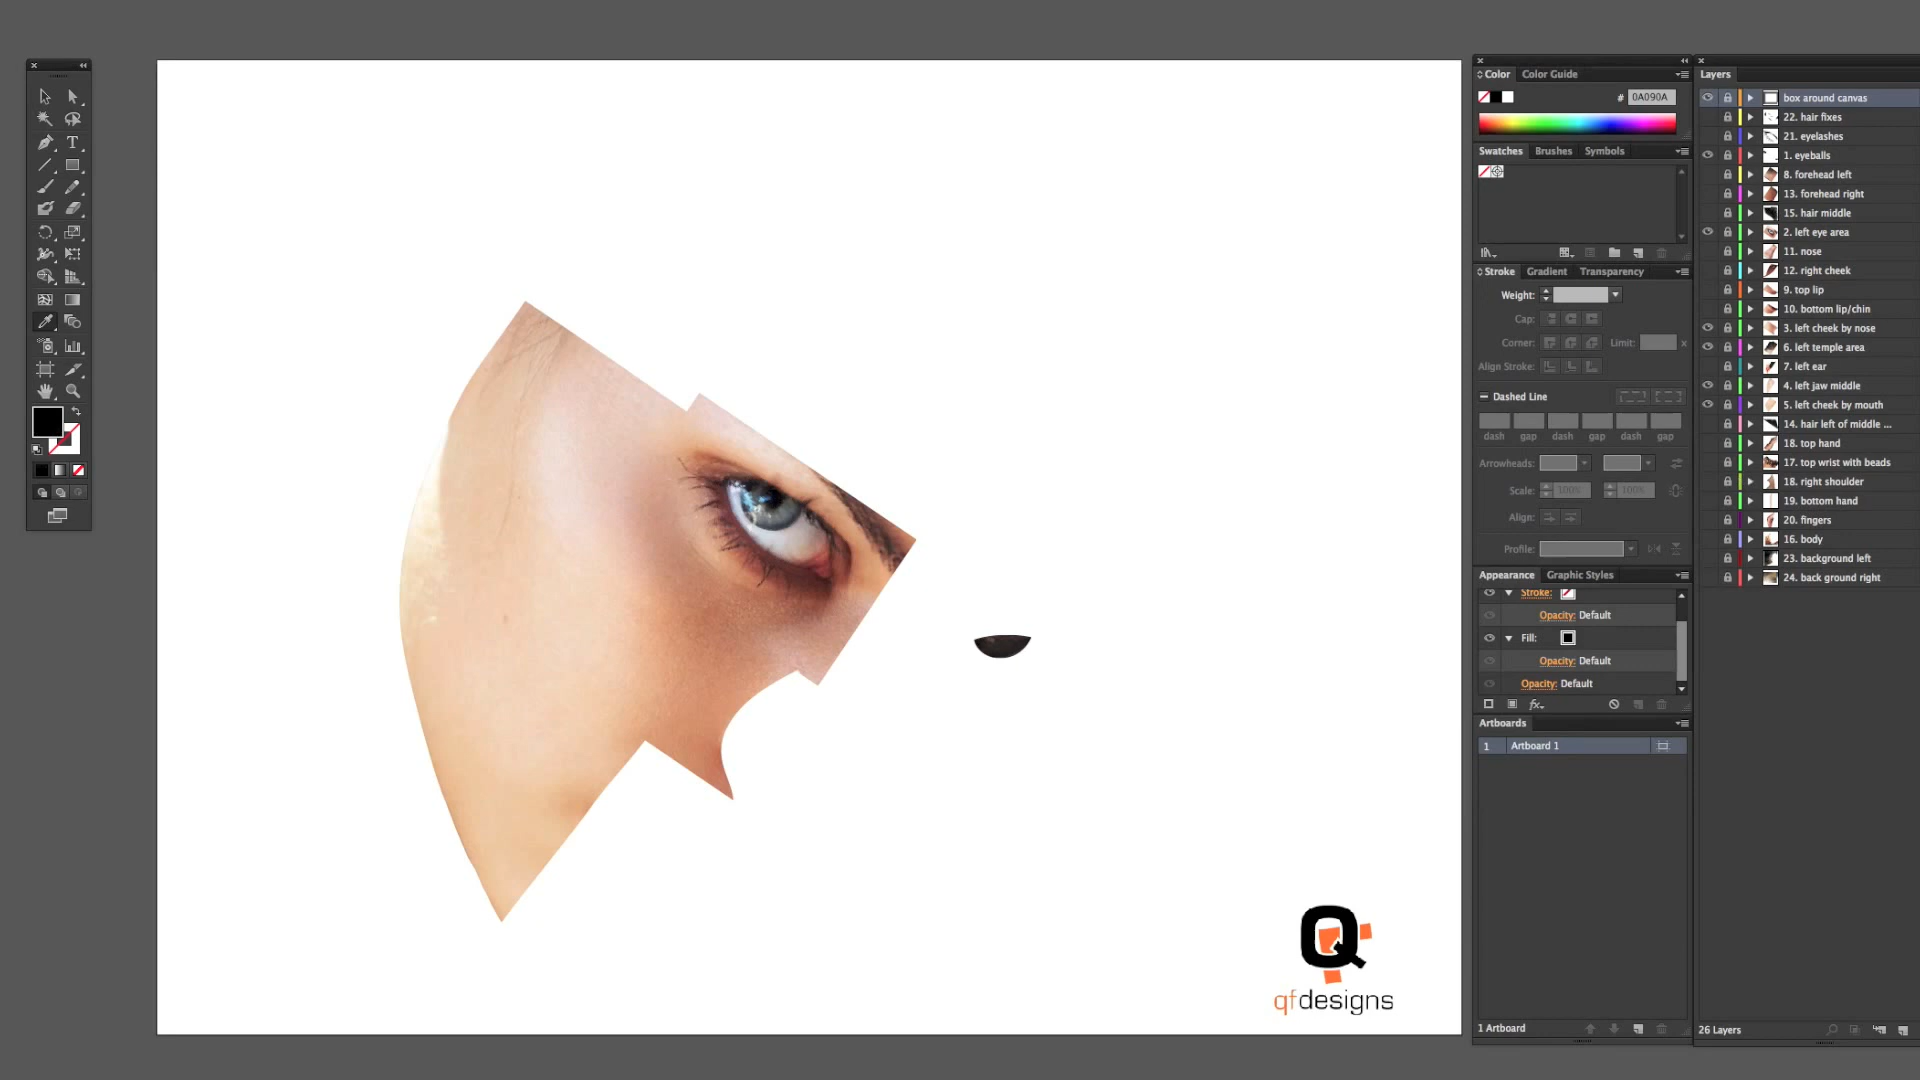 Color Color Guide
# 0A090A
Swatches Brushes Symbols
Stroke Gradient Transparency
Weight:
Cap:
Corner: Limit: x
Align Stroke:
Dashed Line
dash gap dash gap dash gap
Arrowheads:
Scale: 100% 100%
Align:
Profile:
Appearance Graphic Styles
Stroke:
Opacity: Default
Fill:
Opacity: Default
Opacity: Default
fx
Artboards
1 Artboard 1
1 Artboard
Layers
box around canvas
22. hair fixes
21. eyelashes
1. eyeballs
8. forehead left
13. forehead right
15. hair middle
2. left eye area
11. nose
12. right cheek
9. top lip
10. bottom lip/chin
3. left cheek by nose
6. left temple area
7. left ear
4. left jaw middle
5. left cheek by mouth
14. hair left of middle ...
18. top hand
17. top wrist with beads
18. right shoulder
19. bottom hand
20. fingers
16. body
23. background left
24. back ground right
26 Layers
Q
qfdesigns